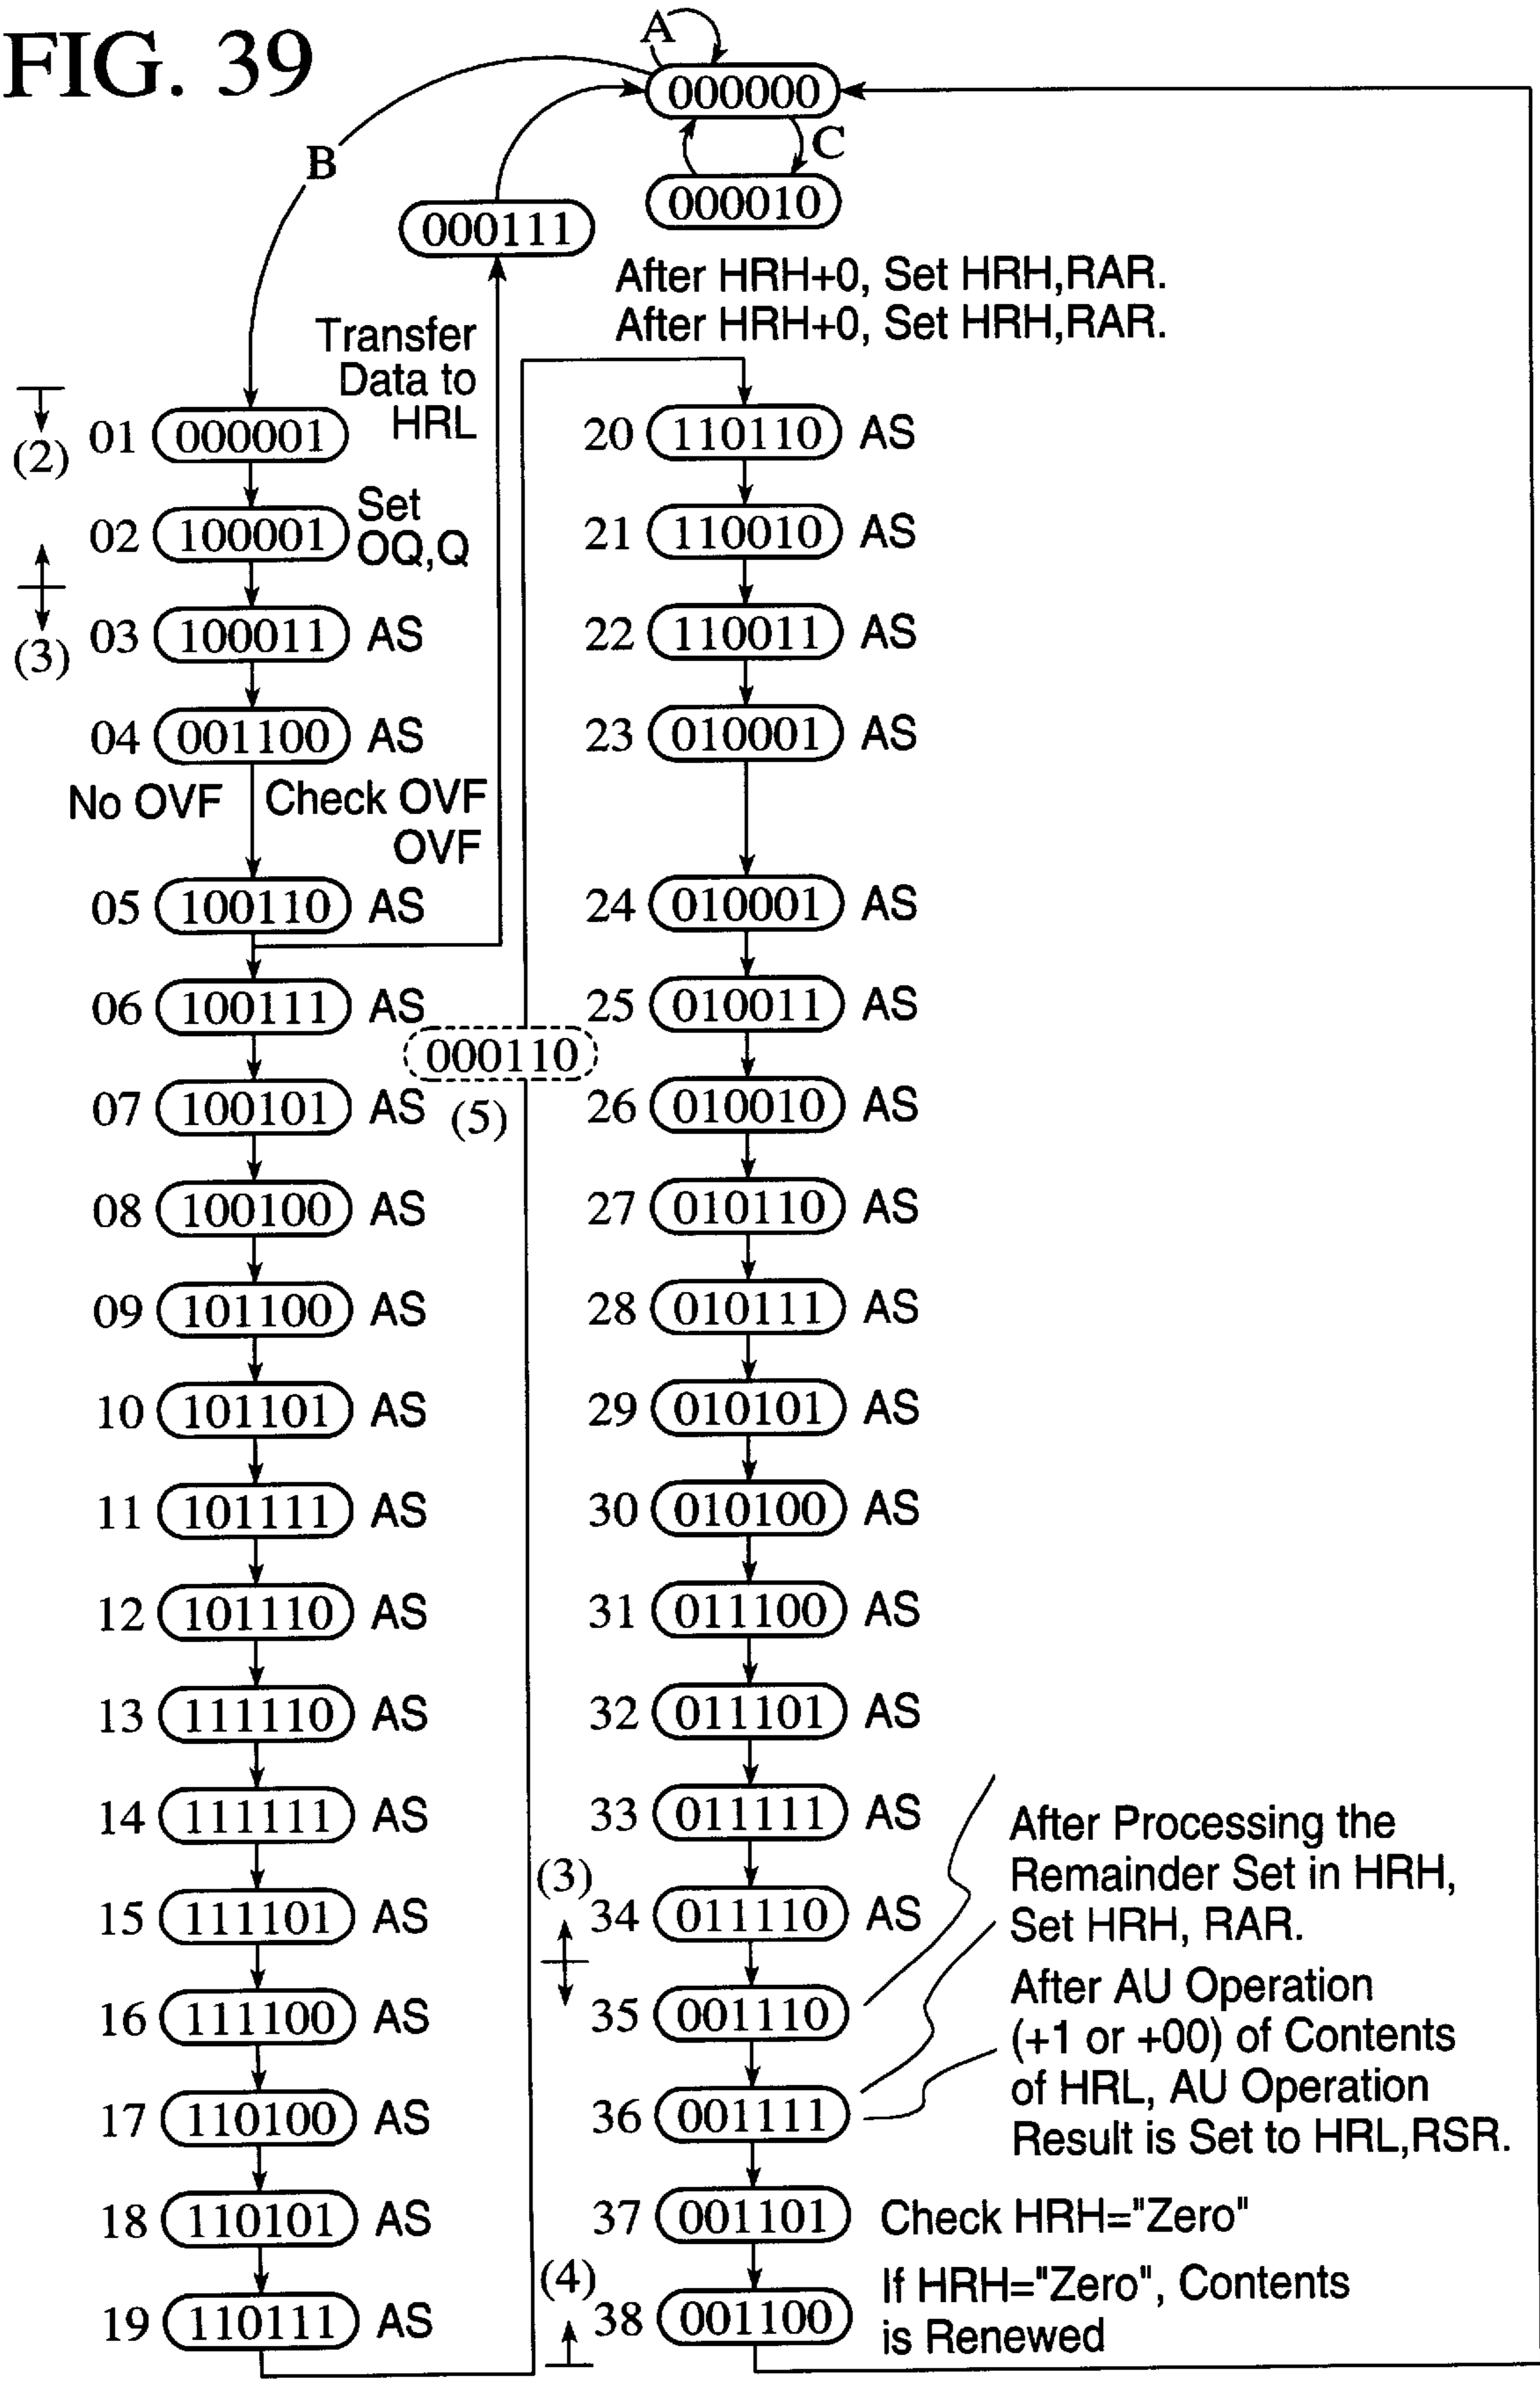 FIG. 39
A
000000
B
C
000010
000111
After HRH+0, Set HRH,RAR.
After HRH+0, Set HRH,RAR.
Transfer
Data to
HRL
(2)
01 000001
02 100001 Set
OQ,Q
(3)
03 100011 AS
04 001100 AS
No OVF Check OVF
OVF
05 100110 AS
06 100111 AS
000110
(5)
07 100101 AS
08 100100 AS
09 101100 AS
10 101101 AS
11 101111 AS
12 101110 AS
13 111110 AS
14 111111 AS
15 111101 AS
16 111100 AS
17 110100 AS
18 110101 AS
19 110111 AS
20 110110 AS
21 110010 AS
22 110011 AS
23 010001 AS
24 010001 AS
25 010011 AS
26 010010 AS
27 010110 AS
28 010111 AS
29 010101 AS
30 010100 AS
31 011100 AS
32 011101 AS
33 011111 AS
(3)
34 011110 AS
35 001110
After Processing the
Remainder Set in HRH,
Set HRH, RAR.
36 001111
After AU Operation
(+1 or +00) of Contents
of HRL, AU Operation
Result is Set to HRL,RSR.
37 001101 Check HRH="Zero"
(4)
38 001100 If HRH="Zero", Contents
is Renewed